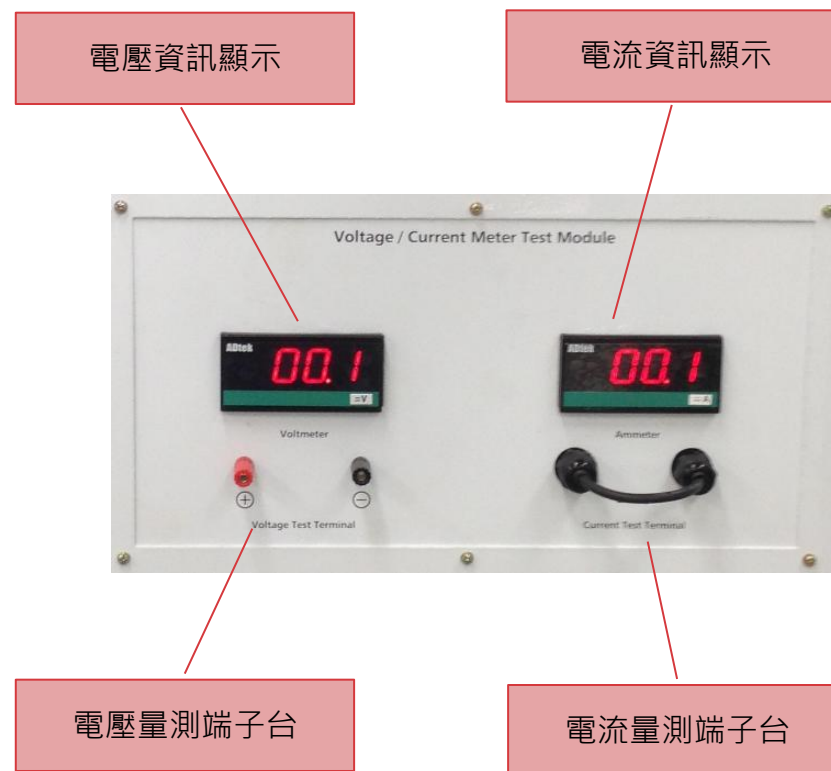 電壓資訊顯示
電流資訊顯示
Voltage / Current Meter Test Module
ADtek
00.1
=V
ADtek
00.1
=A
Voltmeter
Ammeter
+
−
Voltage Test Terminal
Current Test Terminal
電壓量測端子台
電流量測端子台